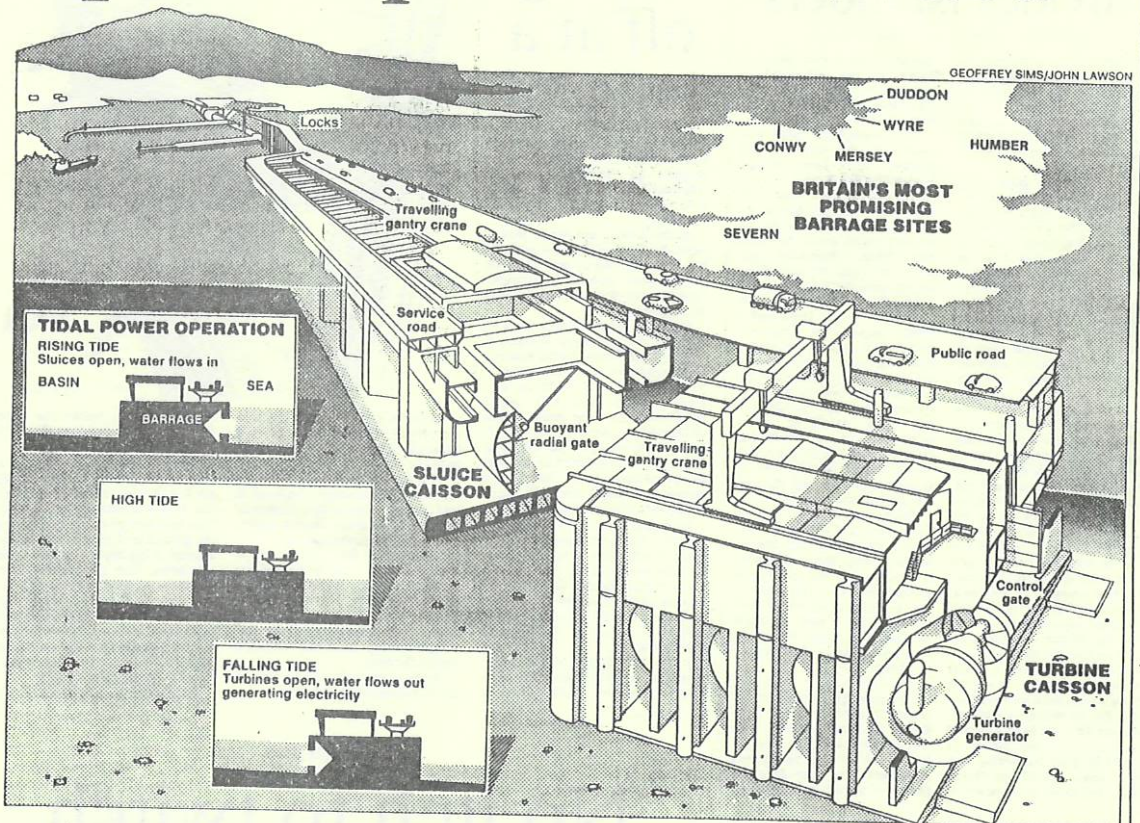 GEOFFREY SIMS/JOHN LAWSON
DUDDON
WYRE
CONWY
MERSEY
HUMBER
BRITAIN'S MOST
PROMISING
BARRAGE SITES
SEVERN
Locks
Travelling
gantry crane
Service
road
Public road
Buoyant
radial gate
Travelling
gantry crane
SLUICE
CAISSON
Control
gate
TURBINE
CAISSON
Turbine
generator
TIDAL POWER OPERATION
RISING TIDE
Sluices open, water flows in
BASIN
SEA
BARRAGE
HIGH TIDE
FALLING TIDE
Turbines open, water flows out
generating electricity